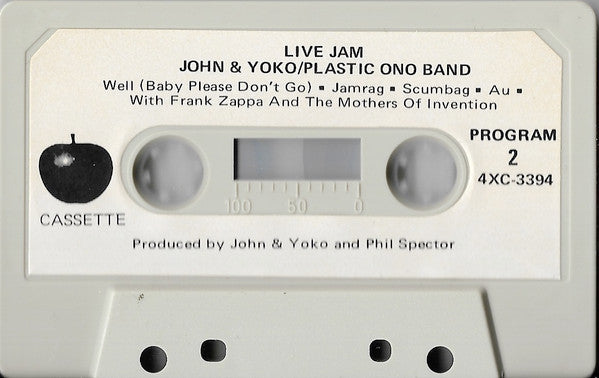 LIVE JAM
JOHN & YOKO/PLASTIC ONO BAND
Well (Baby Please Don't Go) ▪ Jamrag ▪ Scumbag ▪ Au ▪
With Frank Zappa And The Mothers Of Invention
PROGRAM
2
4XC-3394
CASSETTE
100 50 0
Produced by John & Yoko and Phil Spector